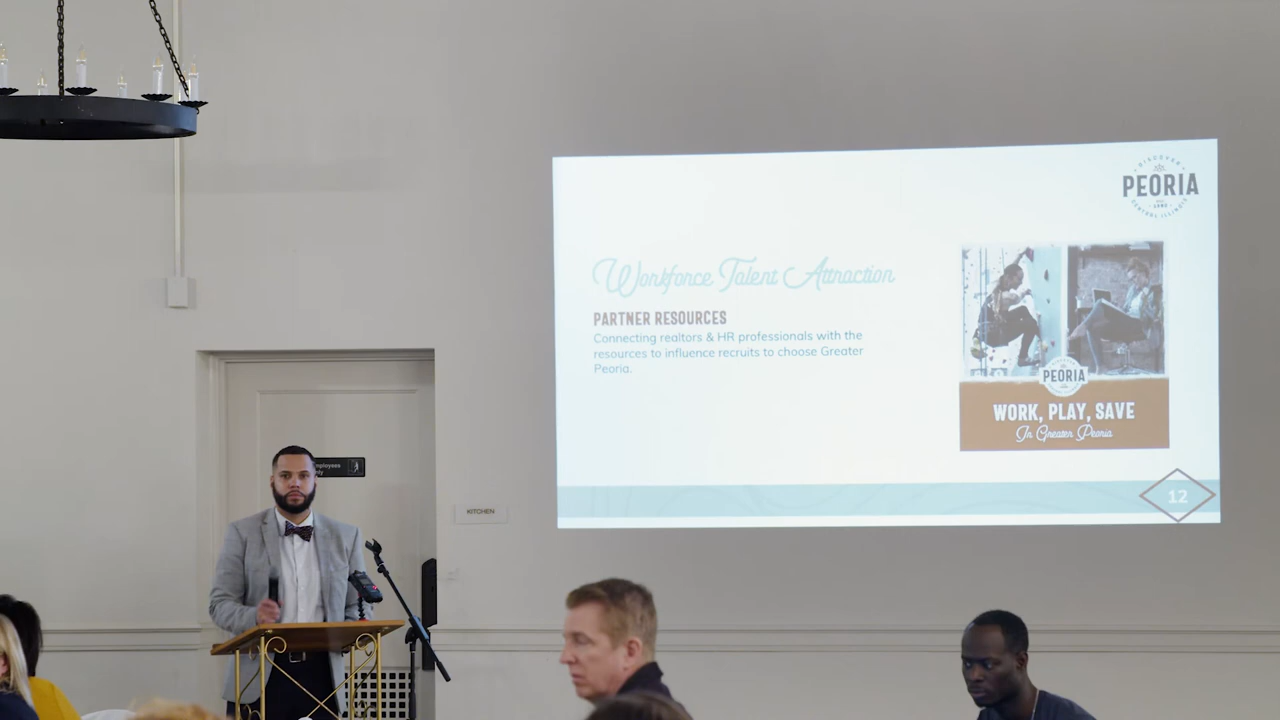 DISCOVER
PEORIA
CENTRAL ILLINOIS
Workforce Talent Attraction
PARTNER RESOURCES
Connecting realtors & HR professionals with the
resources to influence recruits to choose Greater
Peoria.
PEORIA
WORK, PLAY, SAVE
In Greater Peoria
12
KITCHEN